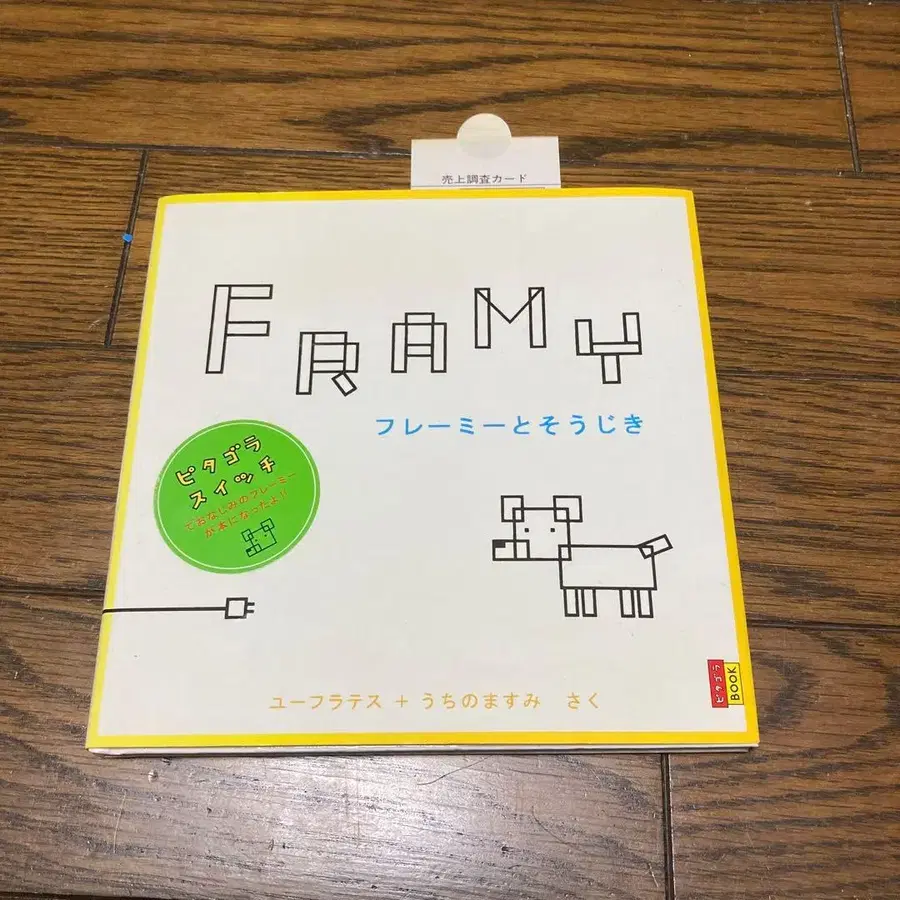 売上調査カード
FRAMY
フレーミーとそうじき
ピタゴラ
スイッチ
でおなじみのフレーミー
が本になったよ!
ユーフラテス + うちのますみ さく
ピタゴラ
BOOK